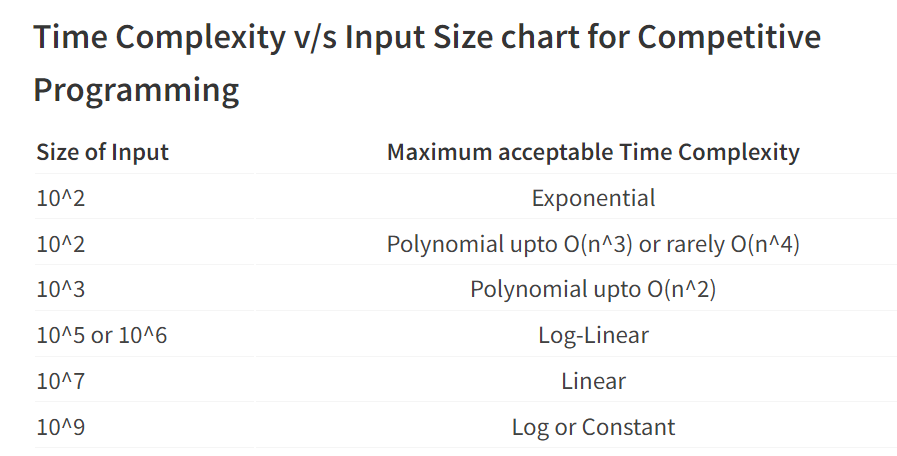 Time Complexity v/s Input Size chart for Competitive
Programming
Size of Input Maximum acceptable Time Complexity
10^2 Exponential
10^2 Polynomial upto O(n^3) or rarely O(n^4)
10^3 Polynomial upto O(n^2)
10^5 or 10^6 Log-Linear
10^7 Linear
10^9 Log or Constant